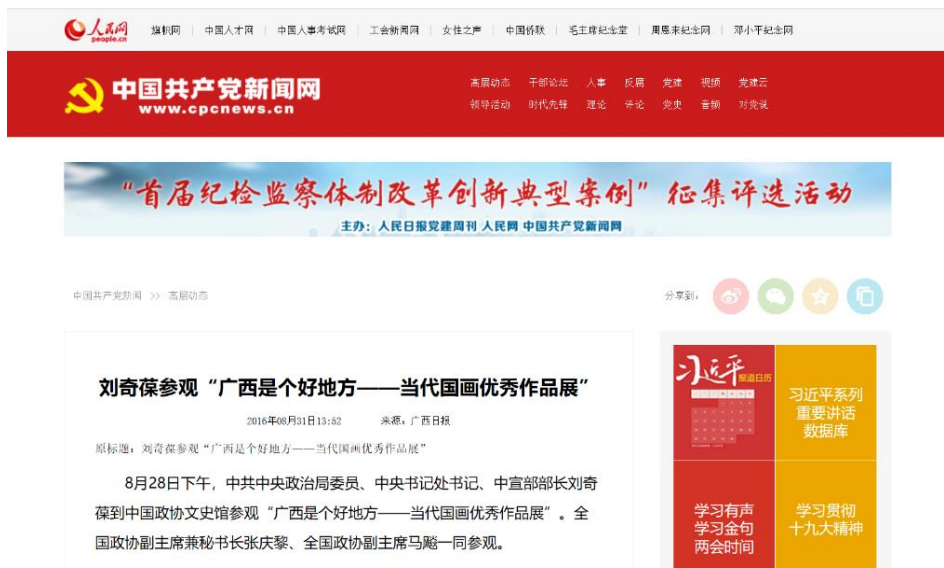 人民网
people.cn
旗帜网 | 中国人才网 | 中国人事考试网 | 工会新闻网 | 女性之声 | 中国侨联 | 毛主席纪念堂 | 周恩来纪念网 | 邓小平纪念网
中国共产党新闻网
www.cpcnews.cn
高层动态 干部论坛 人事 反腐 党建 视频 党建云
领导活动 时代先锋 理论 评论 党史 音频 对党说
“首届纪检监察体制改革创新典型案例”征集评选活动
主办：人民日报党建周刊 人民网 中国共产党新闻网
中国共产党新闻 >> 高层动态
分享到：
刘奇葆参观“广西是个好地方——当代国画优秀作品展”
2016年08月31日13:52 来源：广西日报
原标题：刘奇葆参观“广西是个好地方——当代国画优秀作品展”
8月28日下午，中共中央政治局委员、中央书记处书记、中宣部部长刘奇
葆到中国政协文史馆参观“广西是个好地方——当代国画优秀作品展”。全
国政协副主席兼秘书长张庆黎、全国政协副主席马飚一同参观。
习近平
报道日历
习近平系列
重要讲话
数据库
学习有声
学习金句
两会时间
学习贯彻
十九大精神